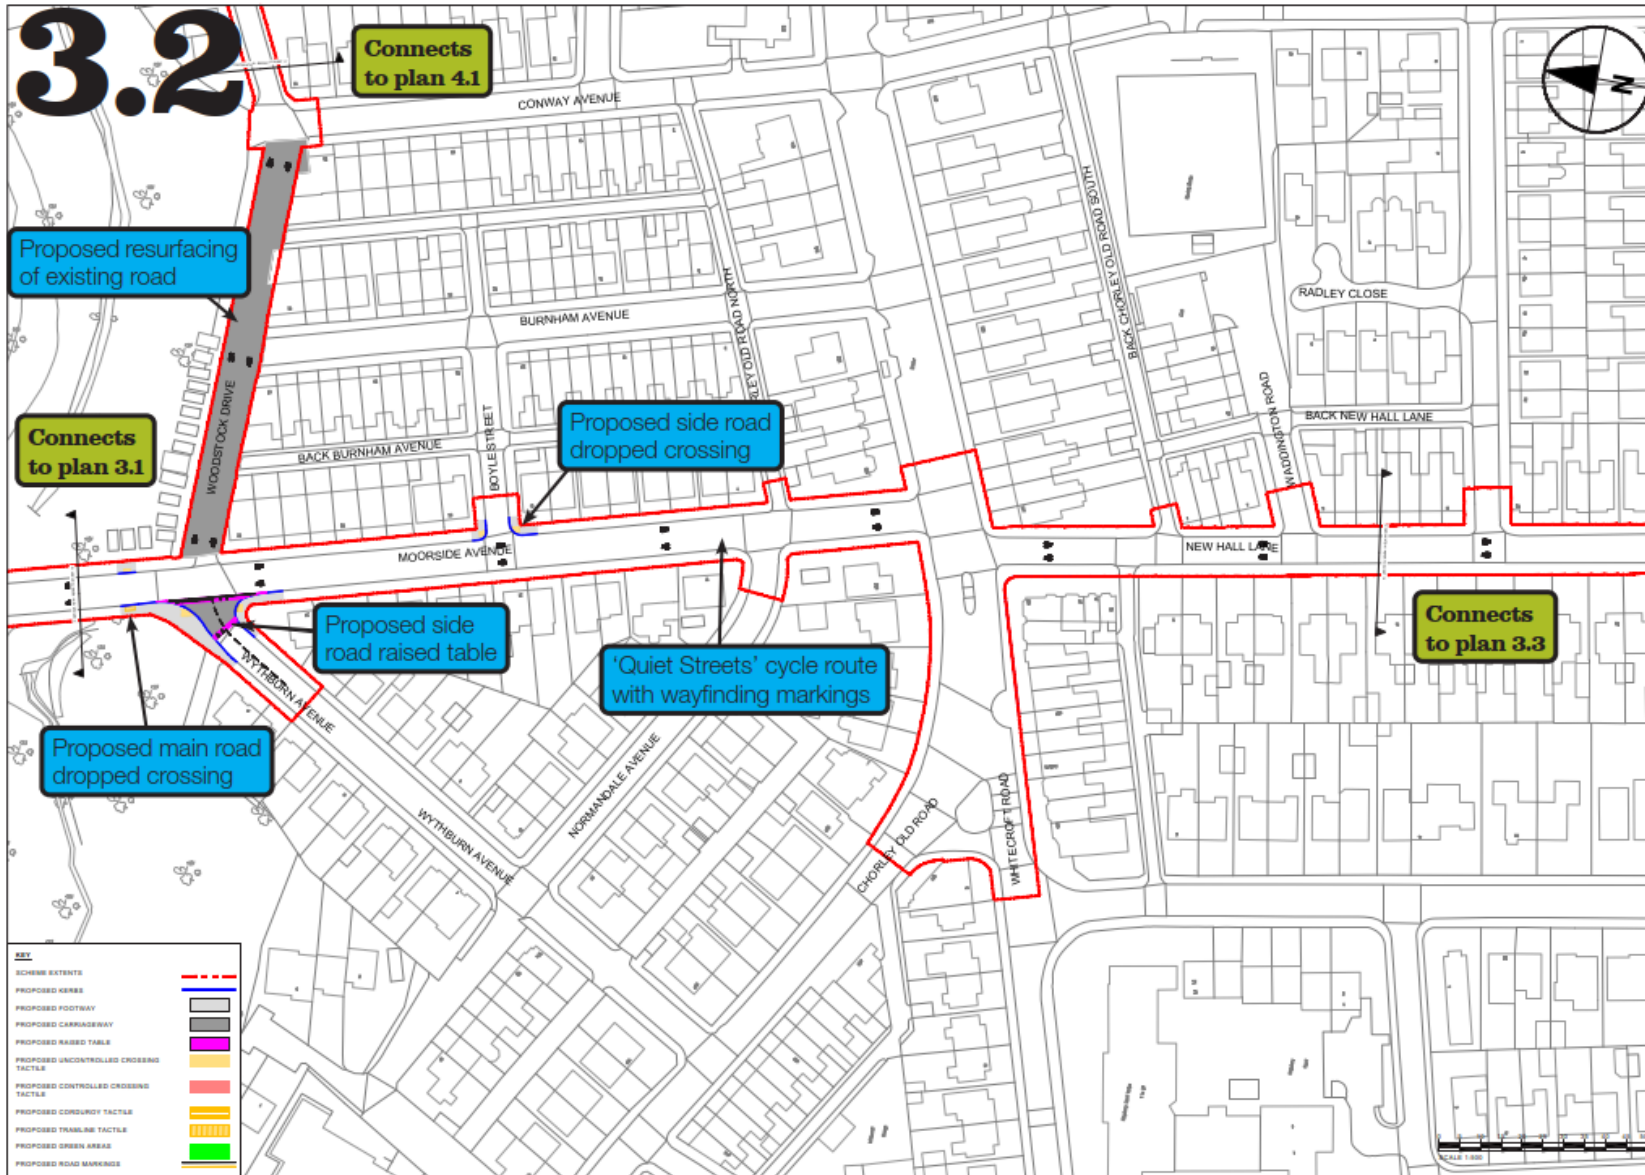 3.2
Connects
to plan 4.1
N
CONWAY AVENUE
Proposed resurfacing
of existing road
BACK CHORLEY OLD ROAD SOUTH
RADLEY CLOSE
BURNHAM AVENUE
RLEY OLD ROAD NORTH
WOODSTOCK DRIVE
Connects
to plan 3.1
BOYLE STREET
Proposed side road
dropped crossing
WADDINGTON ROAD
BACK NEW HALL LANE
BACK BURNHAM AVENUE
MOORSIDE AVENUE
NEW HALL LANE
Proposed side
road raised table
Connects
to plan 3.3
'Quiet Streets' cycle route
with wayfinding markings
WYTHBURN AVENUE
Proposed main road
dropped crossing
NORMANDALE AVENUE
WYTHBURN AVENUE
CHORLEY OLD ROAD
WHITECROFT ROAD
KEY
SCHEME EXTENTS
PROPOSED KERBS
PROPOSED FOOTWAY
PROPOSED CARRIAGEWAY
PROPOSED RAISED TABLE
PROPOSED UNCONTROLLED CROSSING
TACTILE
PROPOSED CONTROLLED CROSSING
TACTILE
PROPOSED CORDUROY TACTILE
PROPOSED TRAMLINE TACTILE
PROPOSED GREEN AREAS
PROPOSED ROAD MARKINGS